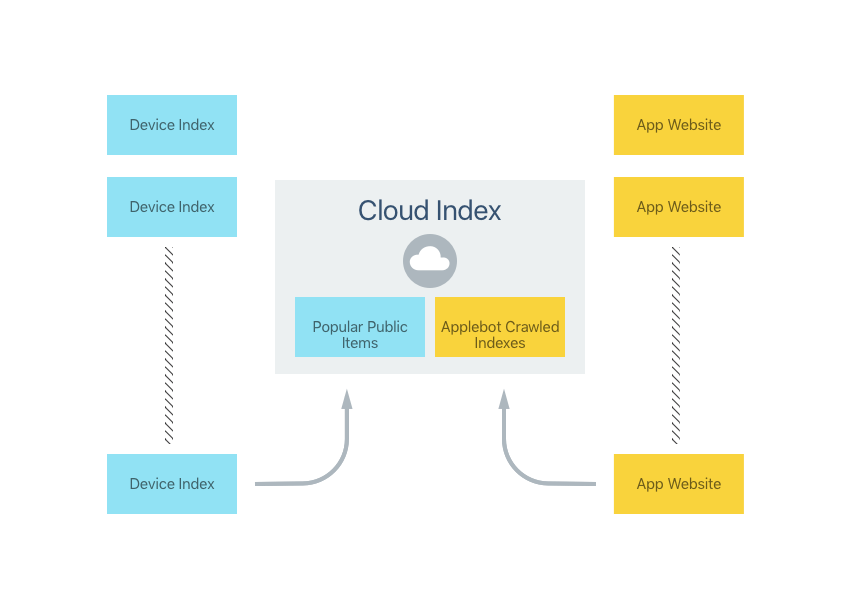 Device Index
App Website
Device Index
App Website
Cloud Index
Popular Public
Items
Applebot Crawled
Indexes
Device Index
App Website